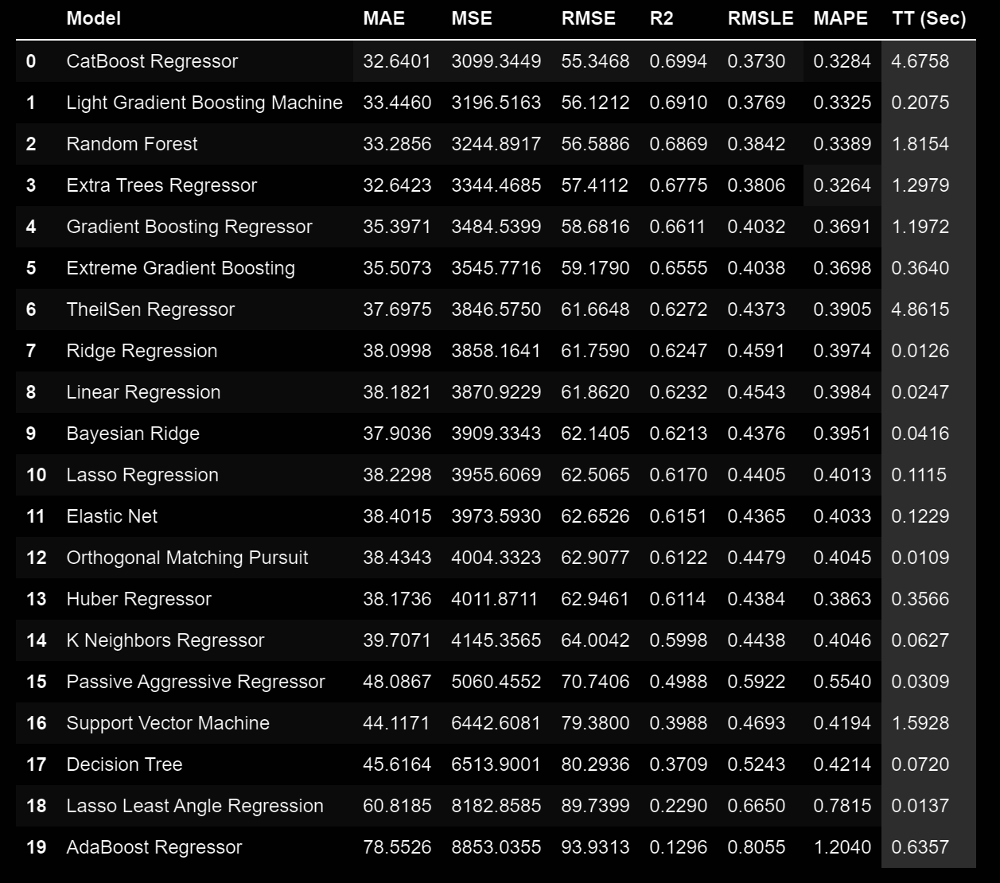 Model MAE MSE RMSE R2 RMSLE MAPE TT (Sec)
0 CatBoost Regressor 32.6401 3099.3449 55.3468 0.6994 0.3730 0.3284 4.6758
1 Light Gradient Boosting Machine 33.4460 3196.5163 56.1212 0.6910 0.3769 0.3325 0.2075
2 Random Forest 33.2856 3244.8917 56.5886 0.6869 0.3842 0.3389 1.8154
3 Extra Trees Regressor 32.6423 3344.4685 57.4112 0.6775 0.3806 0.3264 1.2979
4 Gradient Boosting Regressor 35.3971 3484.5399 58.6816 0.6611 0.4032 0.3691 1.1972
5 Extreme Gradient Boosting 35.5073 3545.7716 59.1790 0.6555 0.4038 0.3698 0.3640
6 TheilSen Regressor 37.6975 3846.5750 61.6648 0.6272 0.4373 0.3905 4.8615
7 Ridge Regression 38.0998 3858.1641 61.7590 0.6247 0.4591 0.3974 0.0126
8 Linear Regression 38.1821 3870.9229 61.8620 0.6232 0.4543 0.3984 0.0247
9 Bayesian Ridge 37.9036 3909.3343 62.1405 0.6213 0.4376 0.3951 0.0416
10 Lasso Regression 38.2298 3955.6069 62.5065 0.6170 0.4405 0.4013 0.1115
11 Elastic Net 38.4015 3973.5930 62.6526 0.6151 0.4365 0.4033 0.1229
12 Orthogonal Matching Pursuit 38.4343 4004.3323 62.9077 0.6122 0.4479 0.4045 0.0109
13 Huber Regressor 38.1736 4011.8711 62.9461 0.6114 0.4384 0.3863 0.3566
14 K Neighbors Regressor 39.7071 4145.3565 64.0042 0.5998 0.4438 0.4046 0.0627
15 Passive Aggressive Regressor 48.0867 5060.4552 70.7406 0.4988 0.5922 0.5540 0.0309
16 Support Vector Machine 44.1171 6442.6081 79.3800 0.3988 0.4693 0.4194 1.5928
17 Decision Tree 45.6164 6513.9001 80.2936 0.3709 0.5243 0.4214 0.0720
18 Lasso Least Angle Regression 60.8185 8182.8585 89.7399 0.2290 0.6650 0.7815 0.0137
19 AdaBoost Regressor 78.5526 8853.0355 93.9313 0.1296 0.8055 1.2040 0.6357